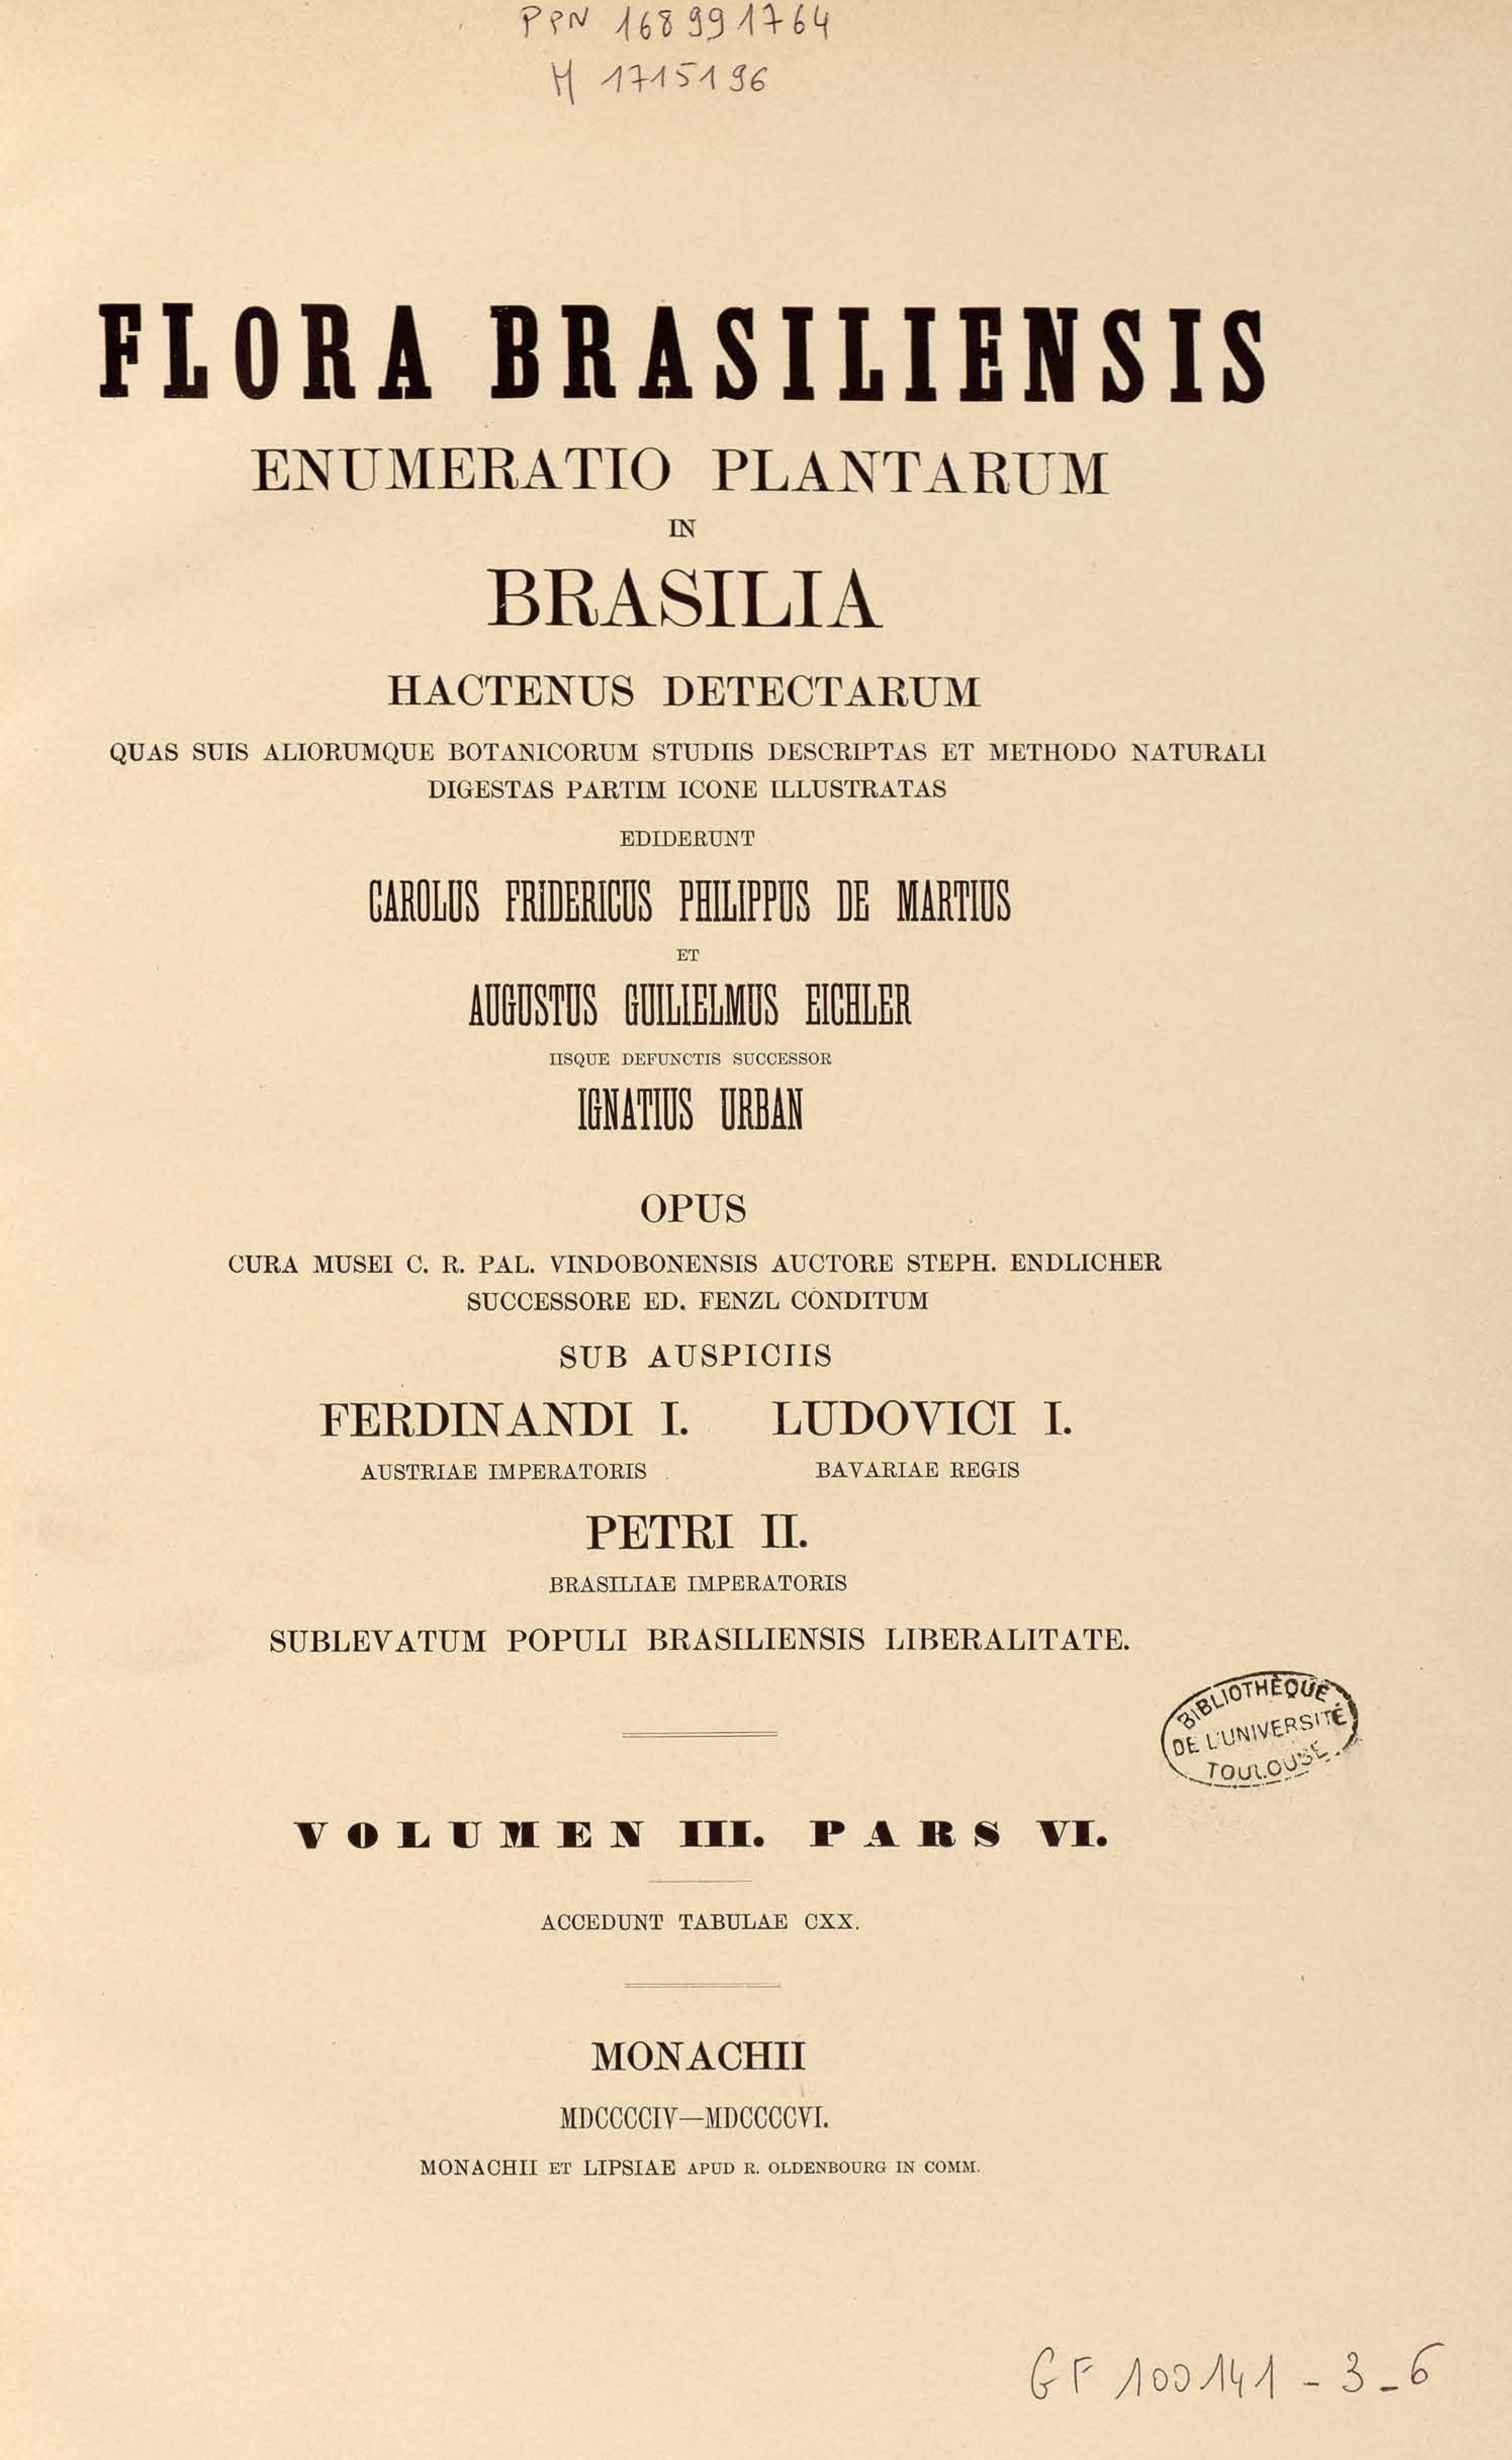 PPN 168991764
M 1715196
FLORA BRASILIENSIS
ENUMERATIO PLANTARUM
IN
BRASILIA
HACTENUS DETECTARUM
QUAS SUIS ALIORUMQUE BOTANICORUM STUDIIS DESCRIPTAS ET METHODO NATURALI
DIGESTAS PARTIM ICONE ILLUSTRATAS
EDIDERUNT
CAROLUS FRIDERICUS PHILIPPUS DE MARTIUS
ET
AUGUSTUS GUILIELMUS EICHLER
IISQUE DEFUNCTIS SUCCESSOR
IGNATIUS URBAN
OPUS
CURA MUSEI C. R. PAL. VINDOBONENSIS AUCTORE STEPH. ENDLICHER
SUCCESSORE ED. FENZL CONDITUM
SUB AUSPICIIS
FERDINANDI I. LUDOVICI I.
AUSTRIAE IMPERATORIS BAVARIAE REGIS
PETRI II.
BRASILIAE IMPERATORIS
SUBLEVATUM POPULI BRASILIENSIS LIBERALITATE.
BIBLIOTHÈQUE
DE L'UNIVERSITÉ
TOULOUSE
VOLUMEN III. PARS VI.
ACCEDUNT TABULAE CXX.
MONACHII
MDCCCCIV—MDCCCCVI.
MONACHII ET LIPSIAE APUD R. OLDENBOURG IN COMM.
GF 100141-3-6